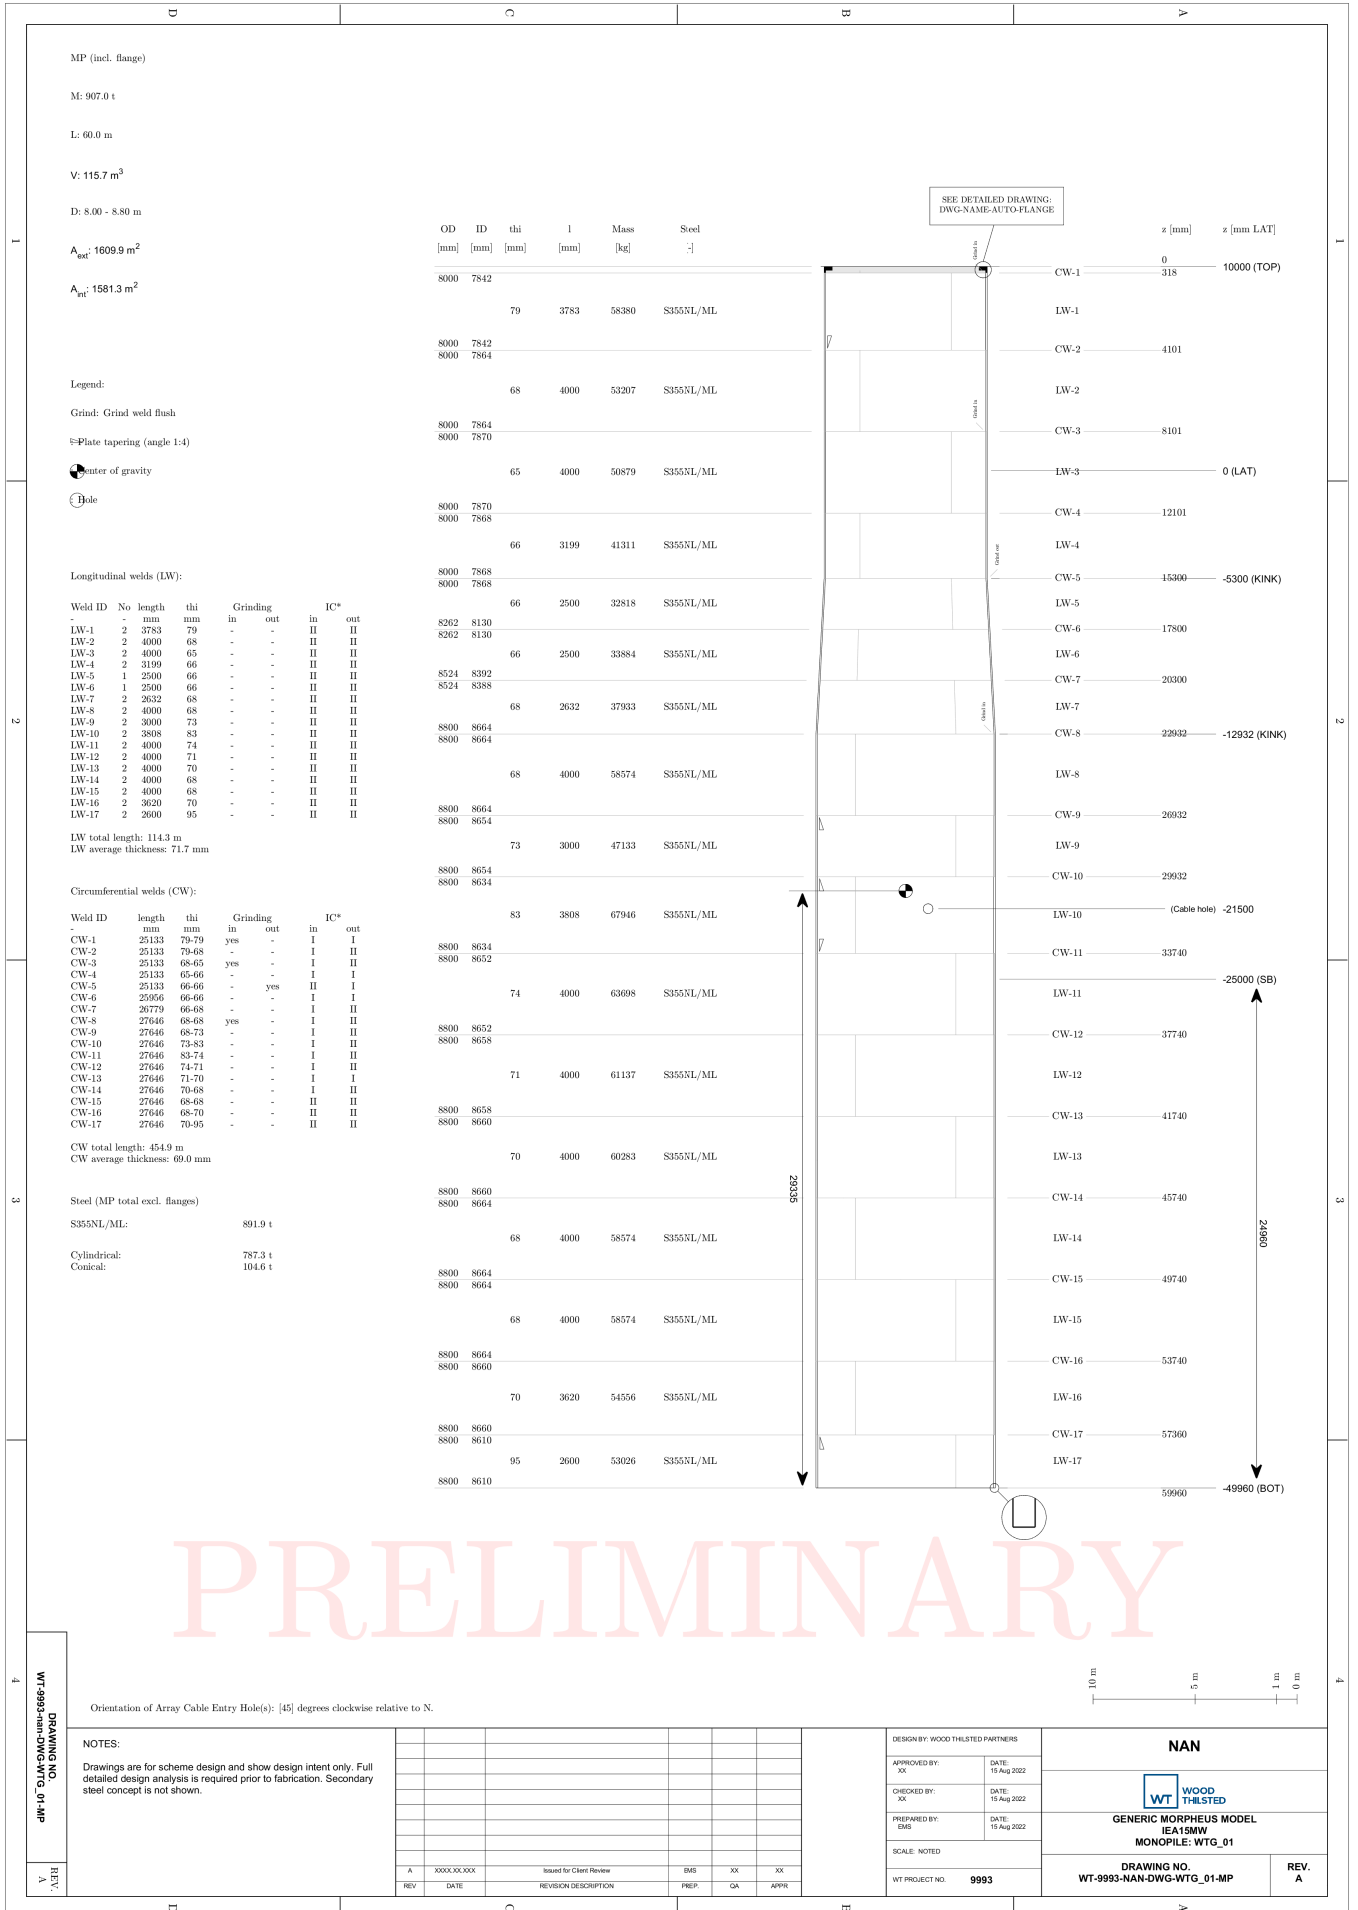 D C B A
MP (incl. flange)
M: 907.0 t
L: 60.0 m
V: 115.7 m3
D: 8.00 - 8.80 m
Aext: 1609.9 m2
Aint: 1581.3 m2
Legend:
Grind: Grind weld flush
Plate tapering (angle 1:4)
enter of gravity
: Hole
Longitudinal welds (LW):
Weld ID No length thi Grinding IC*
- - mm mm in out in out
LW-1 2 3783 79 - - II II
LW-2 2 4000 68 - - II II
LW-3 2 4000 65 - - II II
LW-4 2 3199 66 - - II II
LW-5 1 2500 66 - - II II
LW-6 1 2500 66 - - II II
LW-7 2 2632 68 - - II II
LW-8 2 4000 68 - - II II
LW-9 2 3000 73 - - II II
LW-10 2 3808 83 - - II II
LW-11 2 4000 74 - - II II
LW-12 2 4000 71 - - II II
LW-13 2 4000 70 - - II II
LW-14 2 4000 68 - - II II
LW-15 2 4000 68 - - II II
LW-16 2 3620 70 - - II II
LW-17 2 2600 95 - - II II
LW total length: 114.3 m
LW average thickness: 71.7 mm
Circumferential welds (CW):
Weld ID length thi Grinding IC*
- mm mm in out in out
CW-1 25133 79-79 yes - I I
CW-2 25133 79-68 - - I II
CW-3 25133 68-65 yes - I II
CW-4 25133 65-66 - - I I
CW-5 25133 66-66 - yes II I
CW-6 25956 66-66 - - I I
CW-7 26779 66-68 - - I II
CW-8 27646 68-68 yes - I II
CW-9 27646 68-73 - - I II
CW-10 27646 73-83 - - I II
CW-11 27646 83-74 - - I II
CW-12 27646 74-71 - - I II
CW-13 27646 71-70 - - I I
CW-14 27646 70-68 - - I II
CW-15 27646 68-68 - - II II
CW-16 27646 68-70 - - II II
CW-17 27646 70-95 - - II II
CW total length: 454.9 m
CW average thickness: 69.0 mm
Steel (MP total excl. flanges)
S355NL/ML: 891.9 t
Cylindrical: 787.3 t
Conical: 104.6 t
SEE DETAILED DRAWING:
DWG-NAME-AUTO-FLANGE
OD ID thi l Mass Steel z [mm] z [mm LAT]
[mm] [mm] [mm] [mm] [kg] [-]
Grind in
0
10000 (TOP)
8000 7842 CW-1 318
79 3783 58380 S355NL/ML LW-1
8000 7842
8000 7864 CW-2 4101
68 4000 53207 S355NL/ML LW-2
Grind in
8000 7864
8000 7870 CW-3 8101
65 4000 50879 S355NL/ML LW-3 0 (LAT)
8000 7870
8000 7868 CW-4 12101
66 3199 41311 S355NL/ML LW-4
Grind out
8000 7868
8000 7868 CW-5 15300 -5300 (KINK)
66 2500 32818 S355NL/ML LW-5
8262 8130
8262 8130 CW-6 17800
66 2500 33884 S355NL/ML LW-6
8524 8392
8524 8388 CW-7 20300
68 2632 37933 S355NL/ML LW-7
Grind in
8800 8664
8800 8664 CW-8 22932 -12932 (KINK)
68 4000 58574 S355NL/ML LW-8
8800 8664
8800 8654 CW-9 26932
73 3000 47133 S355NL/ML LW-9
8800 8654
8800 8634 CW-10 29932
(Cable hole) -21500
83 3808 67946 S355NL/ML LW-10
8800 8634
8800 8652 CW-11 33740
-25000 (SB)
74 4000 63698 S355NL/ML LW-11
8800 8652
8800 8658 CW-12 37740
71 4000 61137 S355NL/ML LW-12
8800 8658
8800 8660 CW-13 41740
70 4000 60283 S355NL/ML LW-13
29335
8800 8660
8800 8664 CW-14 45740
24960
68 4000 58574 S355NL/ML LW-14
8800 8664
8800 8664 CW-15 49740
68 4000 58574 S355NL/ML LW-15
8800 8664
8800 8660 CW-16 53740
70 3620 54556 S355NL/ML LW-16
8800 8660
8800 8610 CW-17 57360
95 2600 53026 S355NL/ML LW-17
8800 8610 59960 -49960 (BOT)
1 1
2 2
3 3
4 4
PRELIMINARY
10 m 5 m 1 m 0 m
Orientation of Array Cable Entry Hole(s): [45] degrees clockwise relative to N.
DRAWING NO.
WT-9993-nan-DWG-WTG_01-MP
REV.
A
NOTES:
Drawings are for scheme design and show design intent only. Full
detailed design analysis is required prior to fabrication. Secondary
steel concept is not shown.
A XXXX.XX.XXX Issued for Client Review EMS XX XX
REV DATE REVISION DESCRIPTION PREP. QA APPR
DESIGN BY: WOOD THILSTED PARTNERS
APPROVED BY: DATE:
XX 15 Aug 2022
CHECKED BY: DATE:
XX 15 Aug 2022
PREPARED BY: DATE:
EMS 15 Aug 2022
SCALE: NOTED
WT PROJECT NO. 9993
NAN
WT WOOD
THILSTED
GENERIC MORPHEUS MODEL
IEA15MW
MONOPILE: WTG_01
DRAWING NO.
WT-9993-NAN-DWG-WTG_01-MP
REV.
A
D C B A